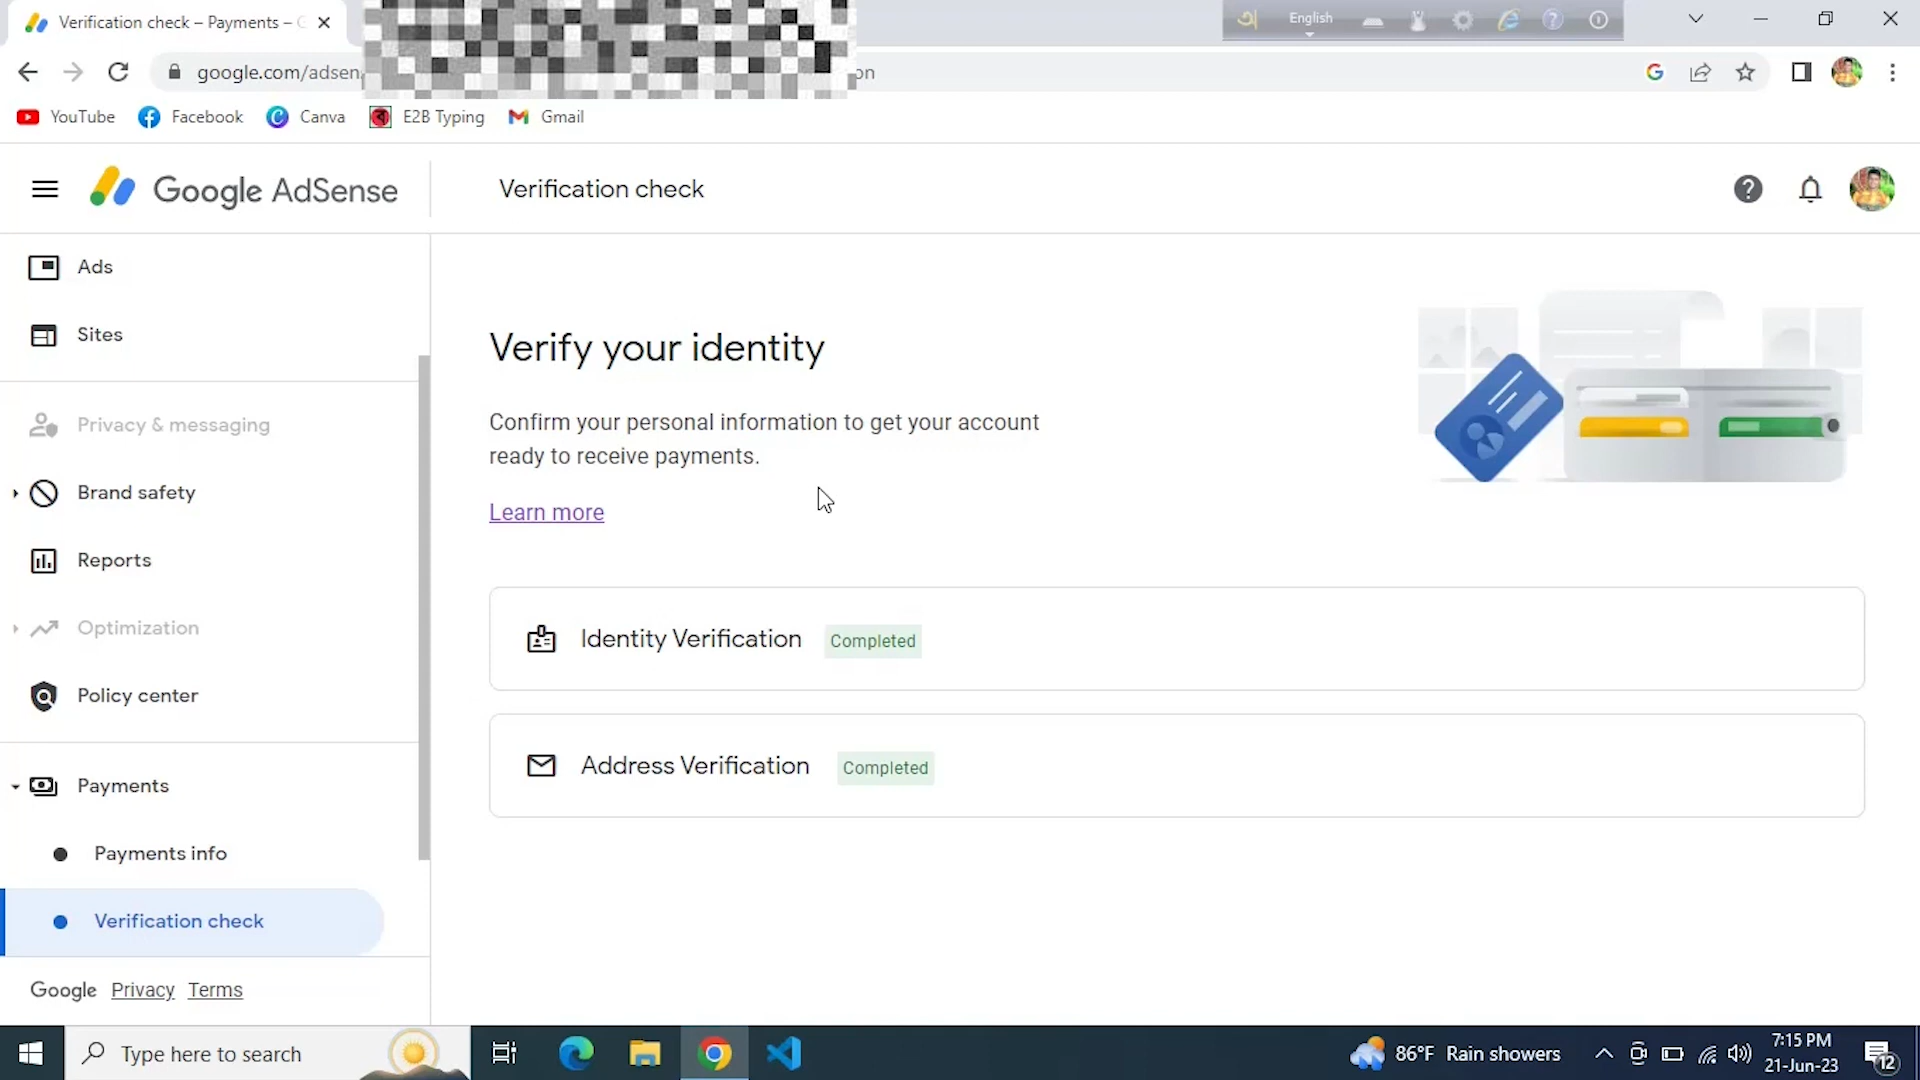 Verification check – Payments –
English
google.com/adsen
on
YouTube
Facebook
Canva
E2B Typing
Gmail
Google AdSense
Verification check
Ads
Sites
Privacy & messaging
Brand safety
Reports
Optimization
Policy center
Payments
Payments info
Verification check
Google Privacy Terms
Verify your identity
Confirm your personal information to get your account
ready to receive payments.
Learn more
Identity Verification Completed
Address Verification Completed
Type here to search
86°F Rain showers
7:15 PM
21-Jun-23
12